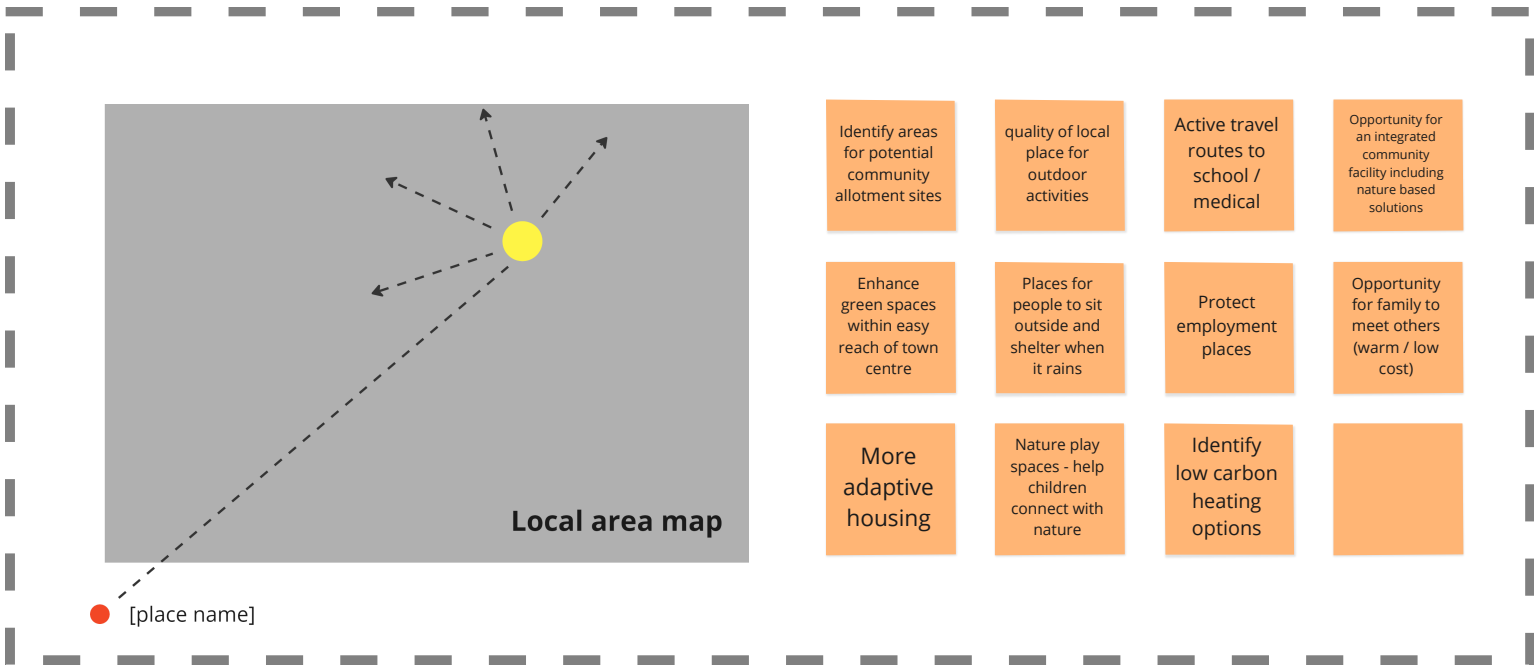 Local area map
[place name]
Identify areas
for potential
community
allotment sites
quality of local
place for
outdoor
activities
Active travel
routes to
school /
medical
Opportunity for
an integrated
community
facility including
nature based
solutions
Enhance
green spaces
within easy
reach of town
centre
Places for
people to sit
outside and
shelter when
it rains
Protect
employment
places
Opportunity
for family to
meet others
(warm / low
cost)
More
adaptive
housing
Nature play
spaces - help
children
connect with
nature
Identify
low carbon
heating
options